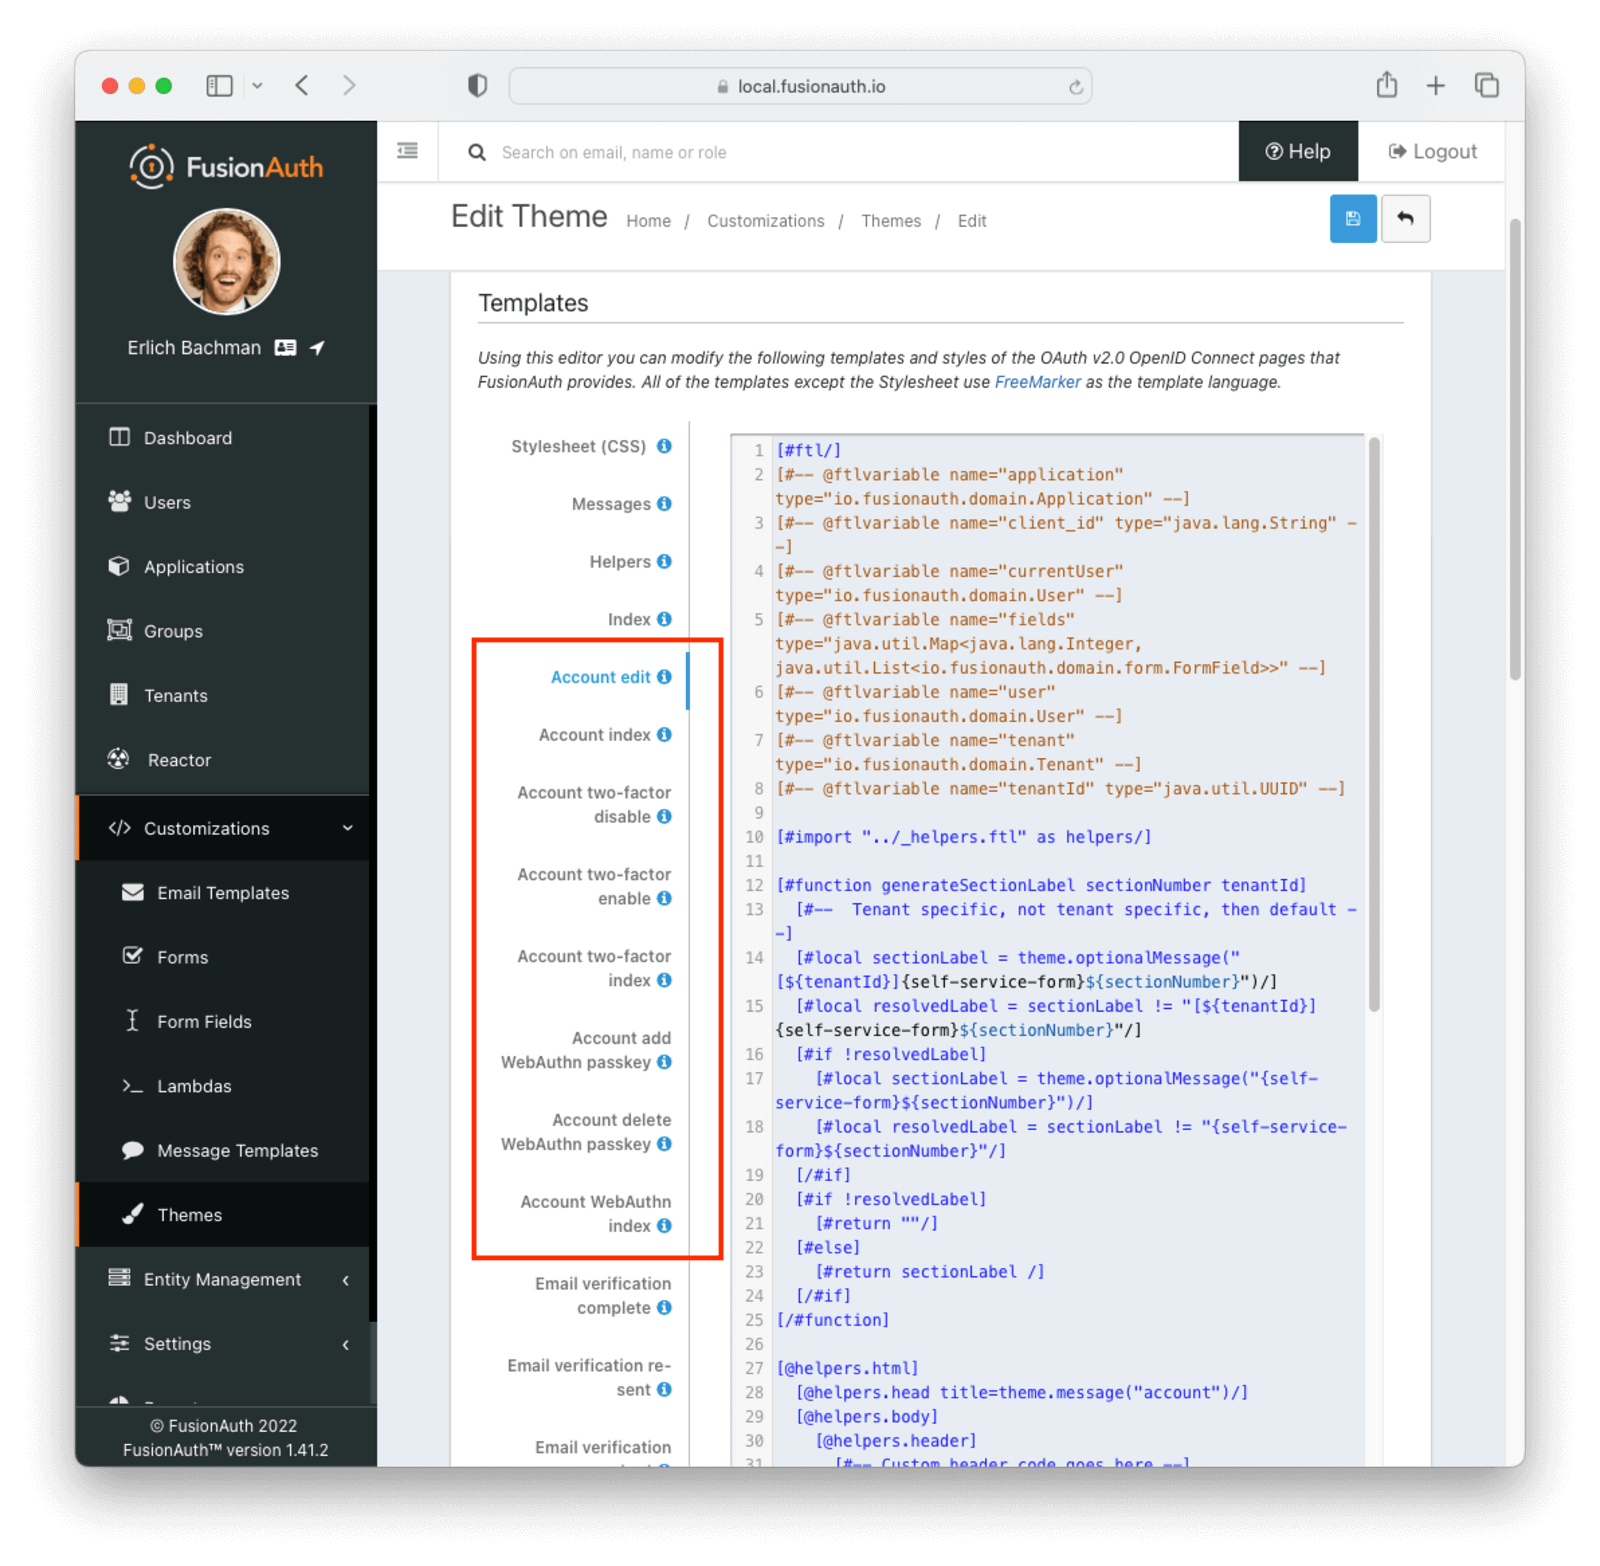 local.fusionauth.io
FusionAuth
Search on email, name or role
Help
Logout
Erlich Bachman
Edit Theme
Home / Customizations / Themes / Edit
Dashboard
Users
Applications
Groups
Tenants
Reactor
Customizations
Email Templates
Forms
Form Fields
Lambdas
Message Templates
Themes
Entity Management
Settings
© FusionAuth 2022
FusionAuth™ version 1.41.2
Templates
Using this editor you can modify the following templates and styles of the OAuth v2.0 OpenID Connect pages that
FusionAuth provides. All of the templates except the Stylesheet use FreeMarker as the template language.
Stylesheet (CSS)
Messages
Helpers
Index
Account edit
Account index
Account two-factor
disable
Account two-factor
enable
Account two-factor
index
Account add
WebAuthn passkey
Account delete
WebAuthn passkey
Account WebAuthn
index
Email verification
complete
Email verification re-
sent
Email verification
1 [#ftl/]
2 [#-- @ftlvariable name="application"
type="io.fusionauth.domain.Application" --]
3 [#-- @ftlvariable name="client_id" type="java.lang.String" -
-]
4 [#-- @ftlvariable name="currentUser"
type="io.fusionauth.domain.User" --]
5 [#-- @ftlvariable name="fields"
type="java.util.Map<java.lang.Integer,
java.util.List<io.fusionauth.domain.form.FormField>>" --]
6 [#-- @ftlvariable name="user"
type="io.fusionauth.domain.User" --]
7 [#-- @ftlvariable name="tenant"
type="io.fusionauth.domain.Tenant" --]
8 [#-- @ftlvariable name="tenantId" type="java.util.UUID" --]
9
10 [#import "../_helpers.ftl" as helpers/]
11
12 [#function generateSectionLabel sectionNumber tenantId]
13 [#--  Tenant specific, not tenant specific, then default -
-]
14 [#local sectionLabel = theme.optionalMessage("
[${tenantId}]{self-service-form}${sectionNumber}")/]
15 [#local resolvedLabel = sectionLabel != "[${tenantId}]
{self-service-form}${sectionNumber}"/]
16 [#if !resolvedLabel]
17 [#local sectionLabel = theme.optionalMessage("{self-
service-form}${sectionNumber}")/]
18 [#local resolvedLabel = sectionLabel != "{self-service-
form}${sectionNumber}"/]
19 [/#if]
20 [#if !resolvedLabel]
21 [#return ""/]
22 [#else]
23 [#return sectionLabel /]
24 [/#if]
25 [/#function]
26
27 [@helpers.html]
28 [@helpers.head title=theme.message("account")/]
29 [@helpers.body]
30 [@helpers.header]
31 [#-- Custom header code goes here --]